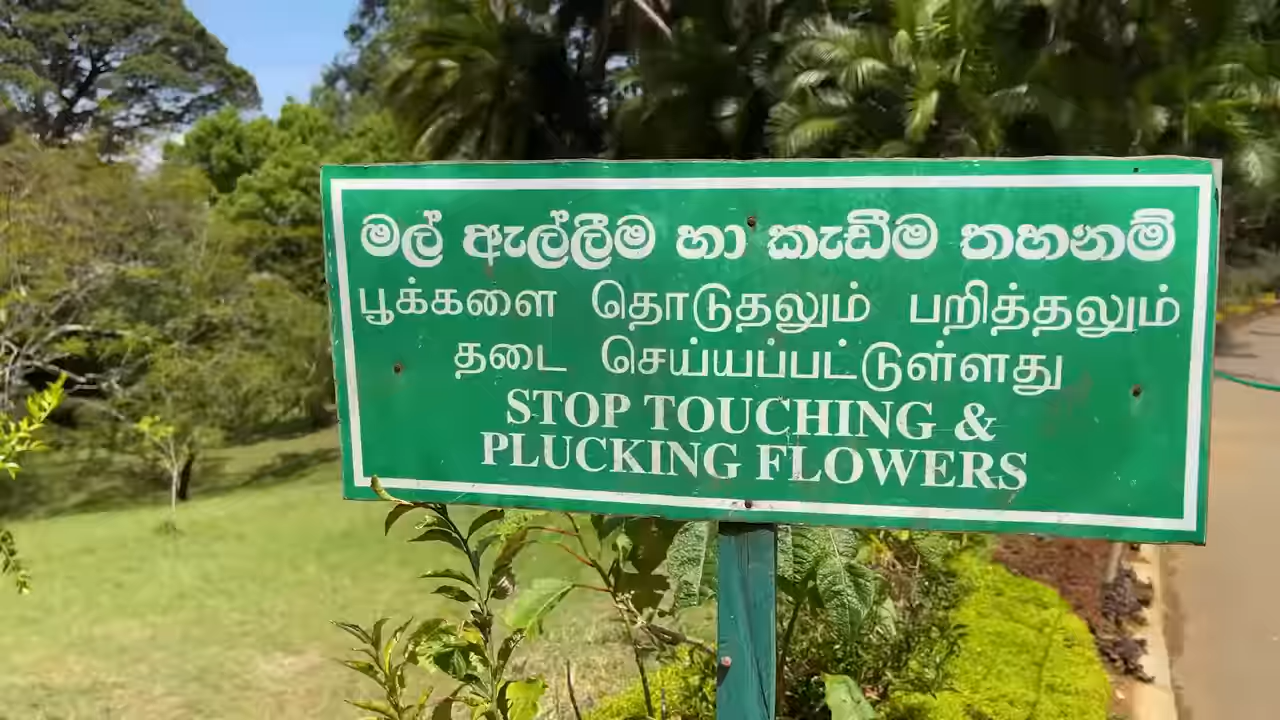 මල් ඇල්ලීම හා කැඩීම තහනම්
பூக்களை தொடுதலும் பறித்தலும்
தடை செய்யப்பட்டுள்ளது
STOP TOUCHING &
PLUCKING FLOWERS